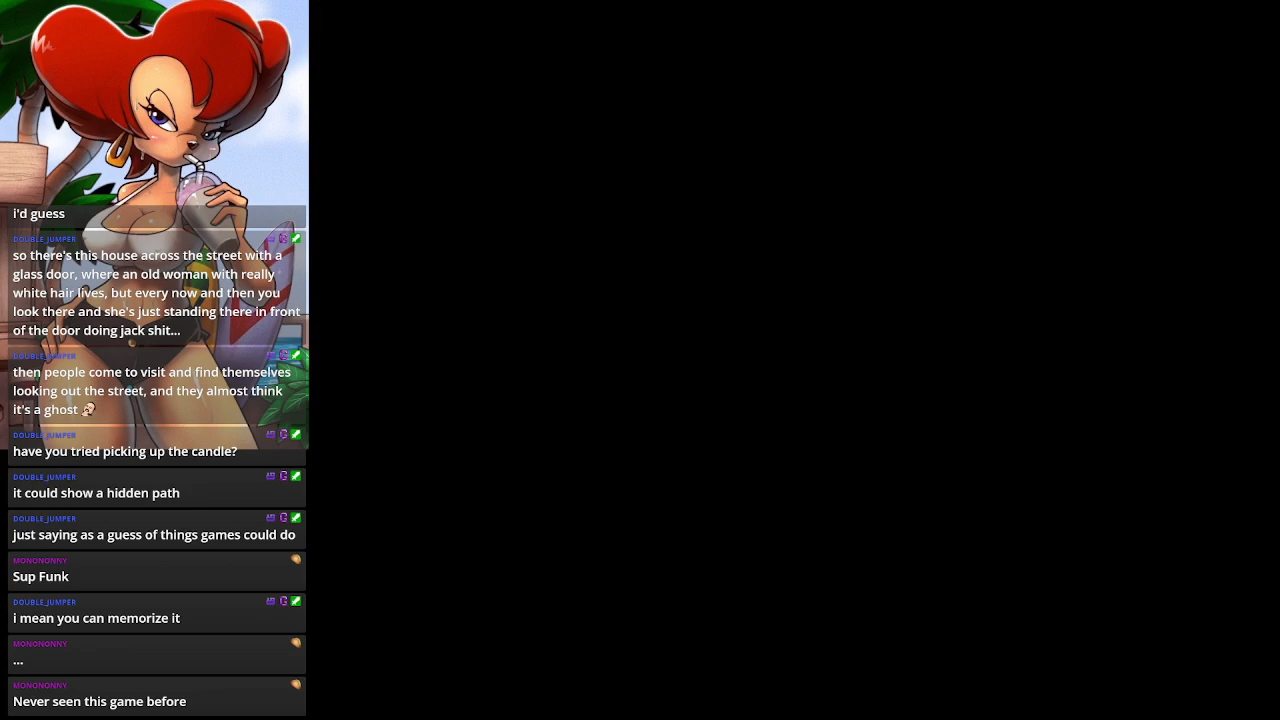 i'd guess
DOUBLE_JUMPER
so there's this house across the street with a
glass door, where an old woman with really
white hair lives, but every now and then you
look there and she's just standing there in front
of the door doing jack shit...
DOUBLE_JUMPER
then people come to visit and find themselves
looking out the street, and they almost think
it's a ghost
DOUBLE_JUMPER
have you tried picking up the candle?
DOUBLE_JUMPER
it could show a hidden path
DOUBLE_JUMPER
just saying as a guess of things games could do
MONONONNY
Sup Funk
DOUBLE_JUMPER
i mean you can memorize it
MONONONNY
...
MONONONNY
Never seen this game before